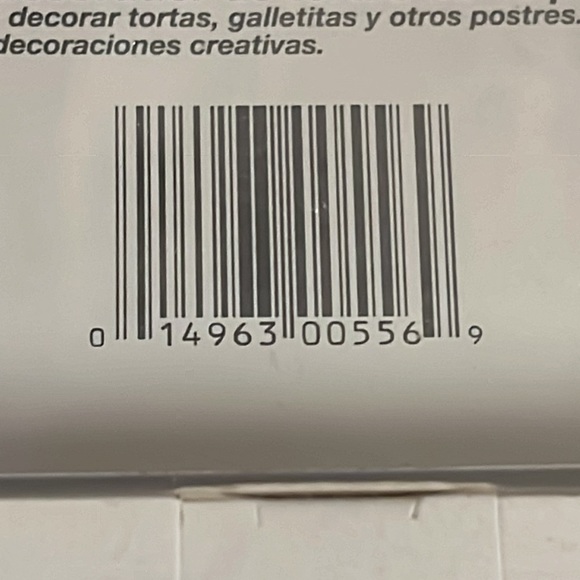 decorar tortas, galletitas y otros postres.
decoraciones creativas.
0 14963 00556 9